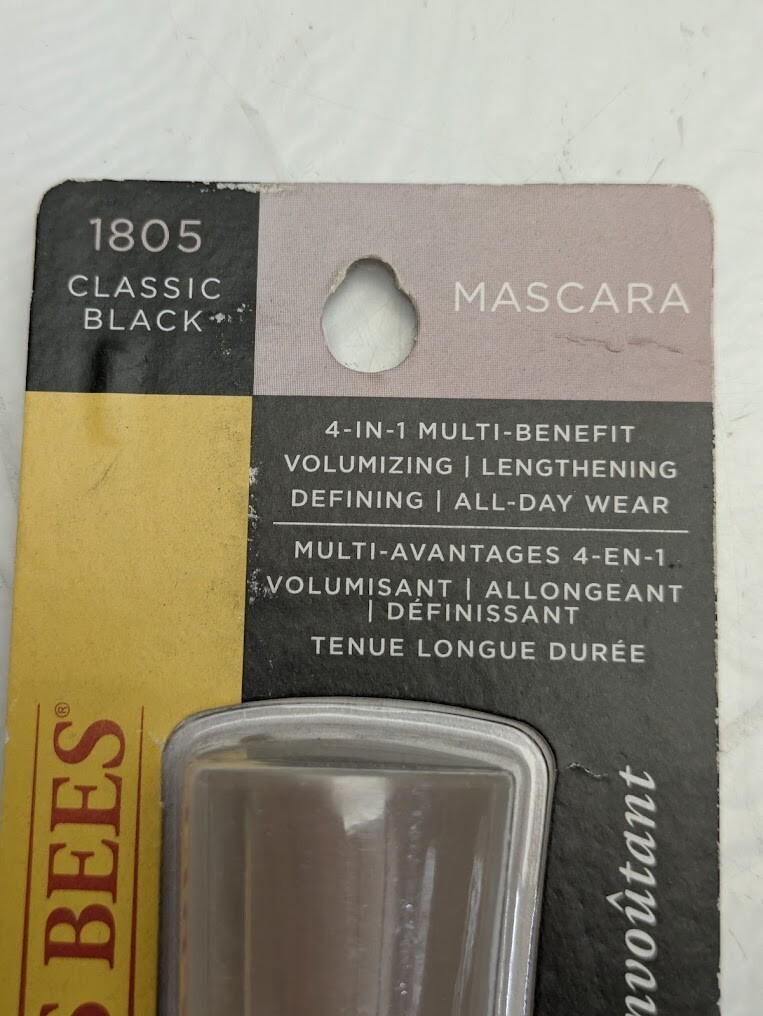 1805
CLASSIC
BLACK
MASCARA
4-IN-1 MULTI-BENEFIT
VOLUMIZING | LENGTHENING
DEFINING | ALL-DAY WEAR
MULTI-AVANTAGES 4-EN-1
VOLUMISANT | ALLONGEANT
| DÉFINISSANT
TENUE LONGUE DURÉE
BEES®